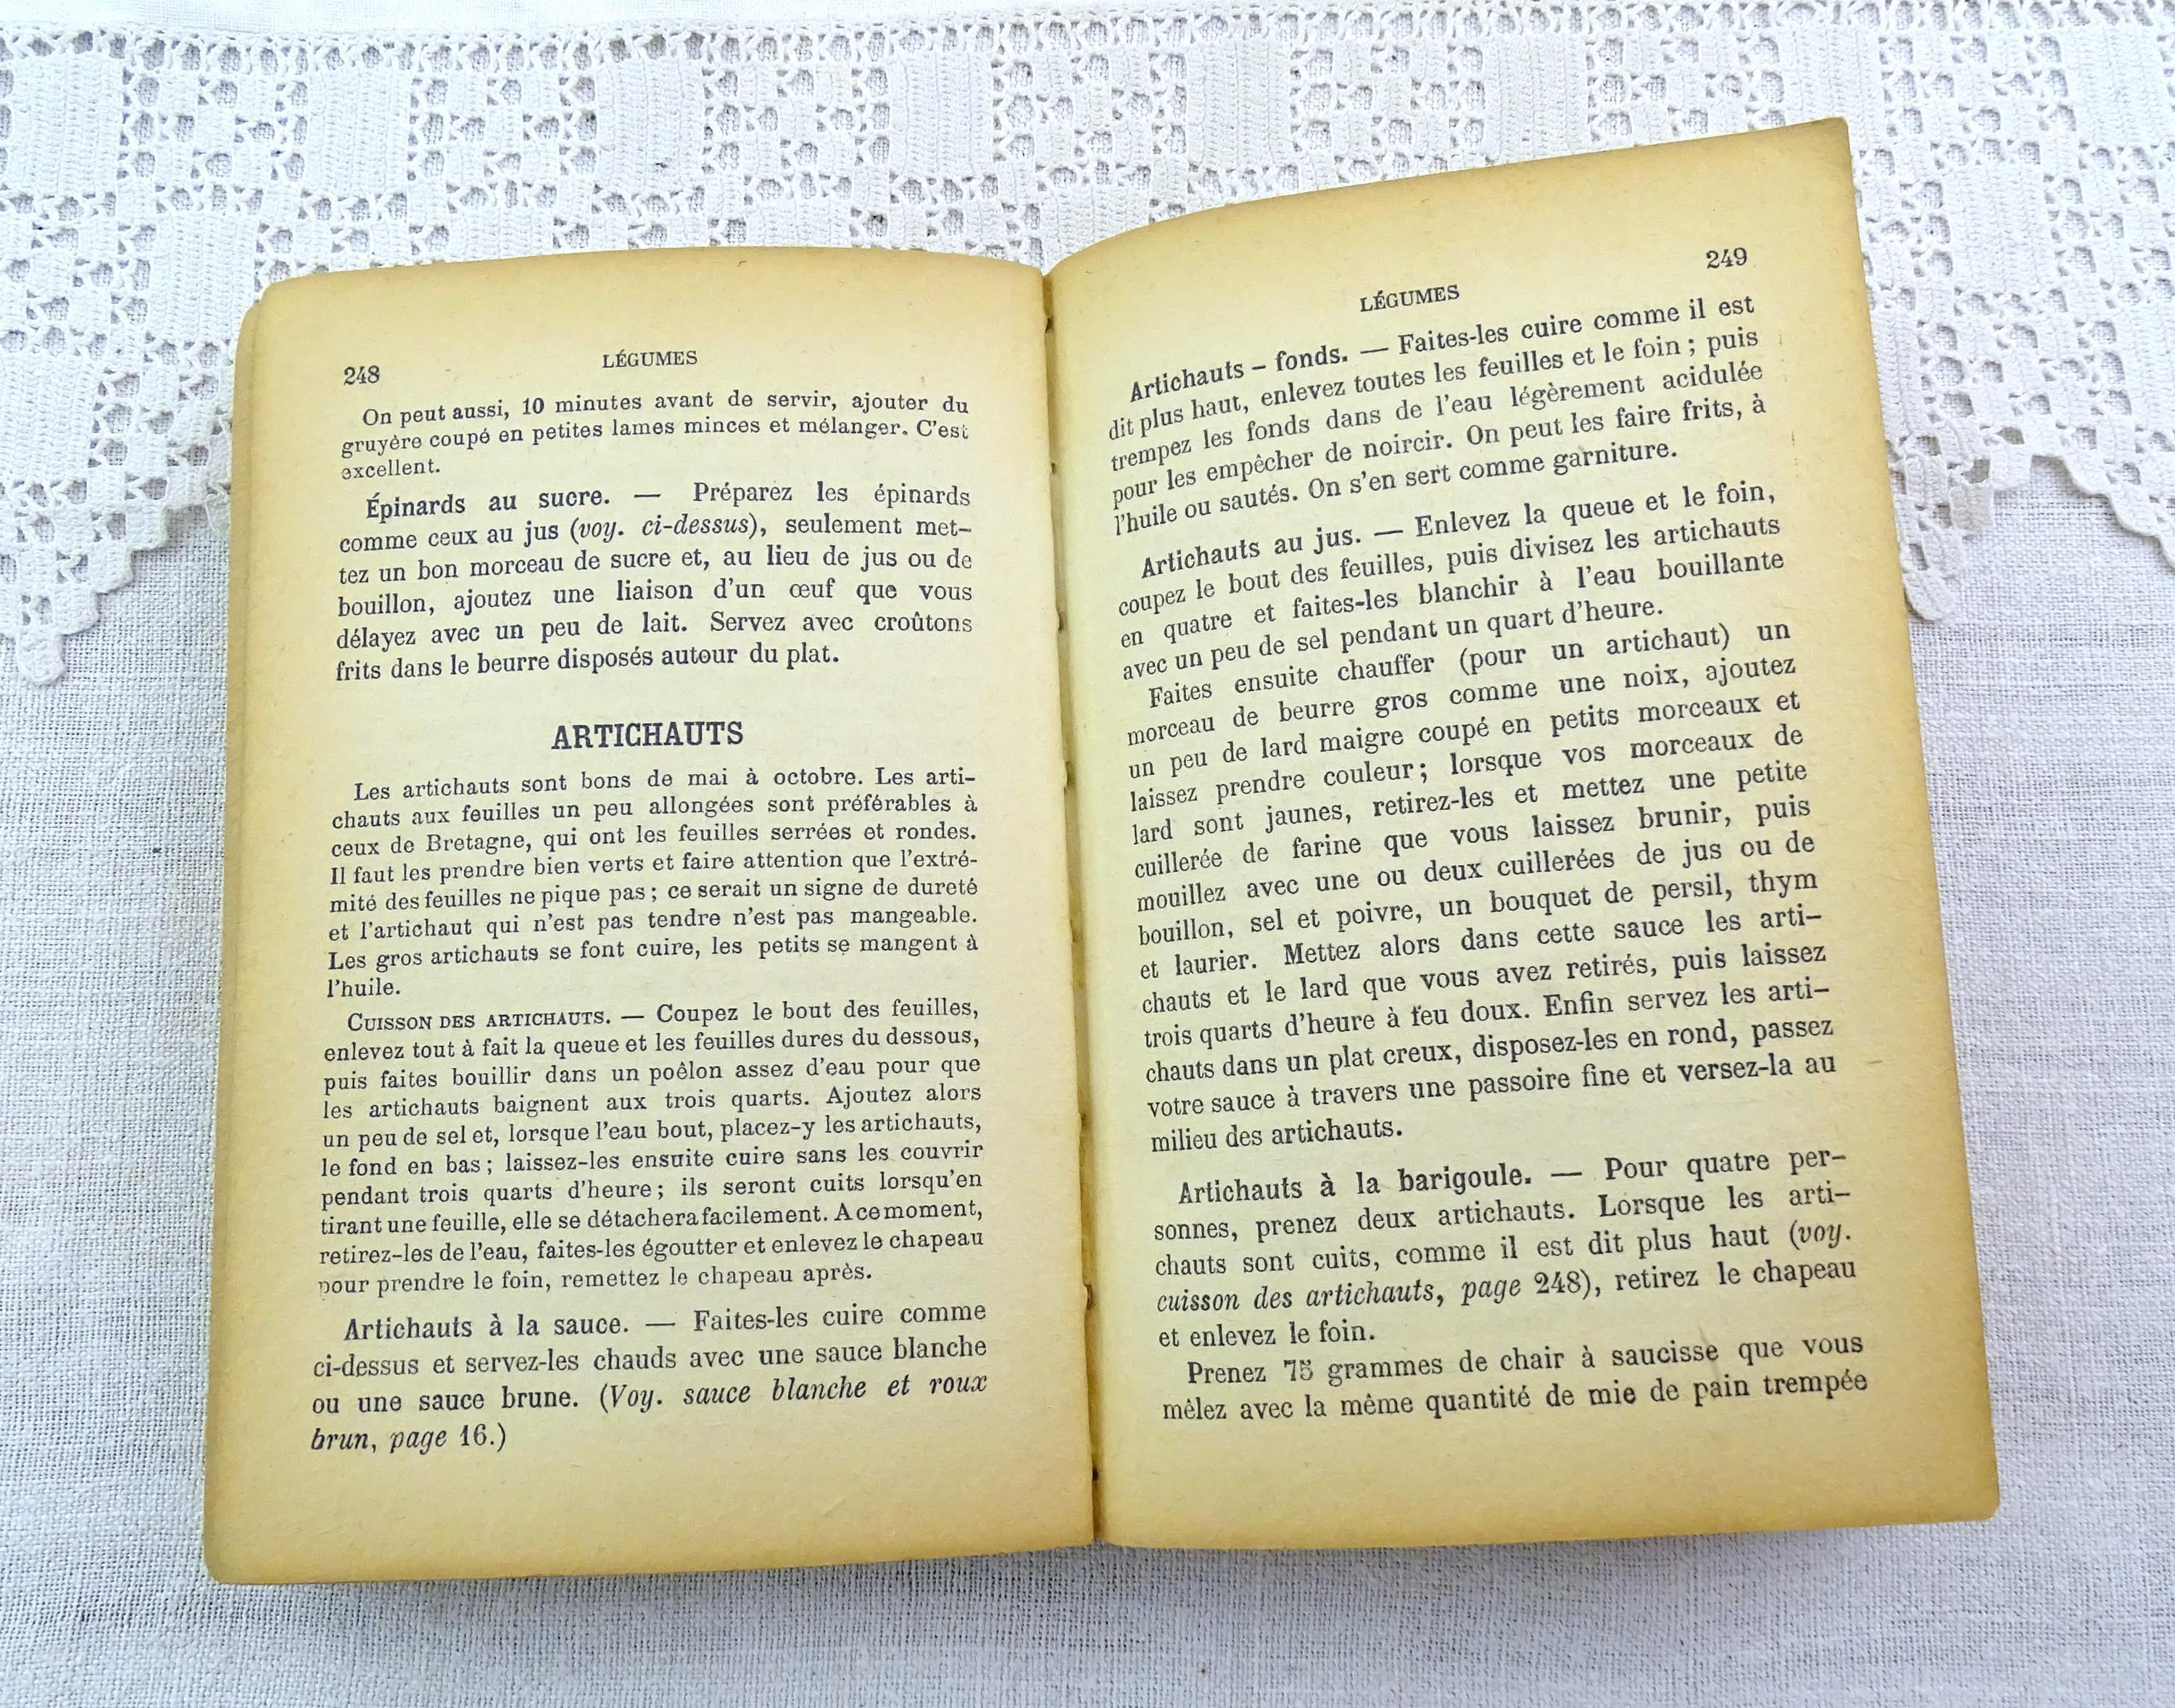 248 LÉGUMES
On peut aussi, 10 minutes avant de servir, ajouter du
gruyère coupé en petites lames minces et mélanger. C'est
excellent.
Épinards au sucre. — Préparez les épinards
comme ceux au jus (voy. ci-dessus), seulement met-
tez un bon morceau de sucre et, au lieu de jus ou de
bouillon, ajoutez une liaison d'un œuf que vous
délayez avec un peu de lait. Servez avec croûtons
frits dans le beurre disposés autour du plat.
ARTICHAUTS
Les artichauts sont bons de mai à octobre. Les arti-
chauts aux feuilles un peu allongées sont préférables à
ceux de Bretagne, qui ont les feuilles serrées et rondes.
Il faut les prendre bien verts et faire attention que l'extré-
mité des feuilles ne pique pas ; ce serait un signe de dureté
et l'artichaut qui n'est pas tendre n'est pas mangeable.
Les gros artichauts se font cuire, les petits se mangent à
l'huile.
CUISSON DES ARTICHAUTS. — Coupez le bout des feuilles,
enlevez tout à fait la queue et les feuilles dures du dessous,
puis faites bouillir dans un poêlon assez d'eau pour que
les artichauts baignent aux trois quarts. Ajoutez alors
un peu de sel et, lorsque l'eau bout, placez-y les artichauts,
le fond en bas ; laissez-les ensuite cuire sans les couvrir
pendant trois quarts d'heure ; ils seront cuits lorsqu'en
tirant une feuille, elle se détachera facilement. A ce moment,
retirez-les de l'eau, faites-les égoutter et enlevez le chapeau
pour prendre le foin, remettez le chapeau après.
Artichauts à la sauce. — Faites-les cuire comme
ci-dessus et servez-les chauds avec une sauce blanche
ou une sauce brune. (Voy. sauce blanche et roux
brun, page 16.)
249
LÉGUMES
Artichauts - fonds. — Faites-les cuire comme il est
dit plus haut, enlevez toutes les feuilles et le foin ; puis
trempez les fonds dans de l'eau légèrement acidulée
pour les empêcher de noircir. On peut les faire frits, à
l'huile ou sautés. On s'en sert comme garniture.
Artichauts au jus. — Enlevez la queue et le foin,
coupez le bout des feuilles, puis divisez les artichauts
en quatre et faites-les blanchir à l'eau bouillante
avec un peu de sel pendant un quart d'heure.
Faites ensuite chauffer (pour un artichaut) un
morceau de beurre gros comme une noix, ajoutez
un peu de lard maigre coupé en petits morceaux et
laissez prendre couleur ; lorsque vos morceaux de
lard sont jaunes, retirez-les et mettez une petite
cuillerée de farine que vous laissez brunir, puis
mouillez avec une ou deux cuillerées de jus ou de
bouillon, sel et poivre, un bouquet de persil, thym
et laurier. Mettez alors dans cette sauce les arti-
chauts et le lard que vous avez retirés, puis laissez
trois quarts d'heure à feu doux. Enfin servez les arti-
chauts dans un plat creux, disposez-les en rond, passez
votre sauce à travers une passoire fine et versez-la au
milieu des artichauts.
Artichauts à la barigoule. — Pour quatre per-
sonnes, prenez deux artichauts. Lorsque les arti-
chauts sont cuits, comme il est dit plus haut (voy.
cuisson des artichauts, page 248), retirez le chapeau
et enlevez le foin.
Prenez 75 grammes de chair à saucisse que vous
mêlez avec la même quantité de mie de pain trempée